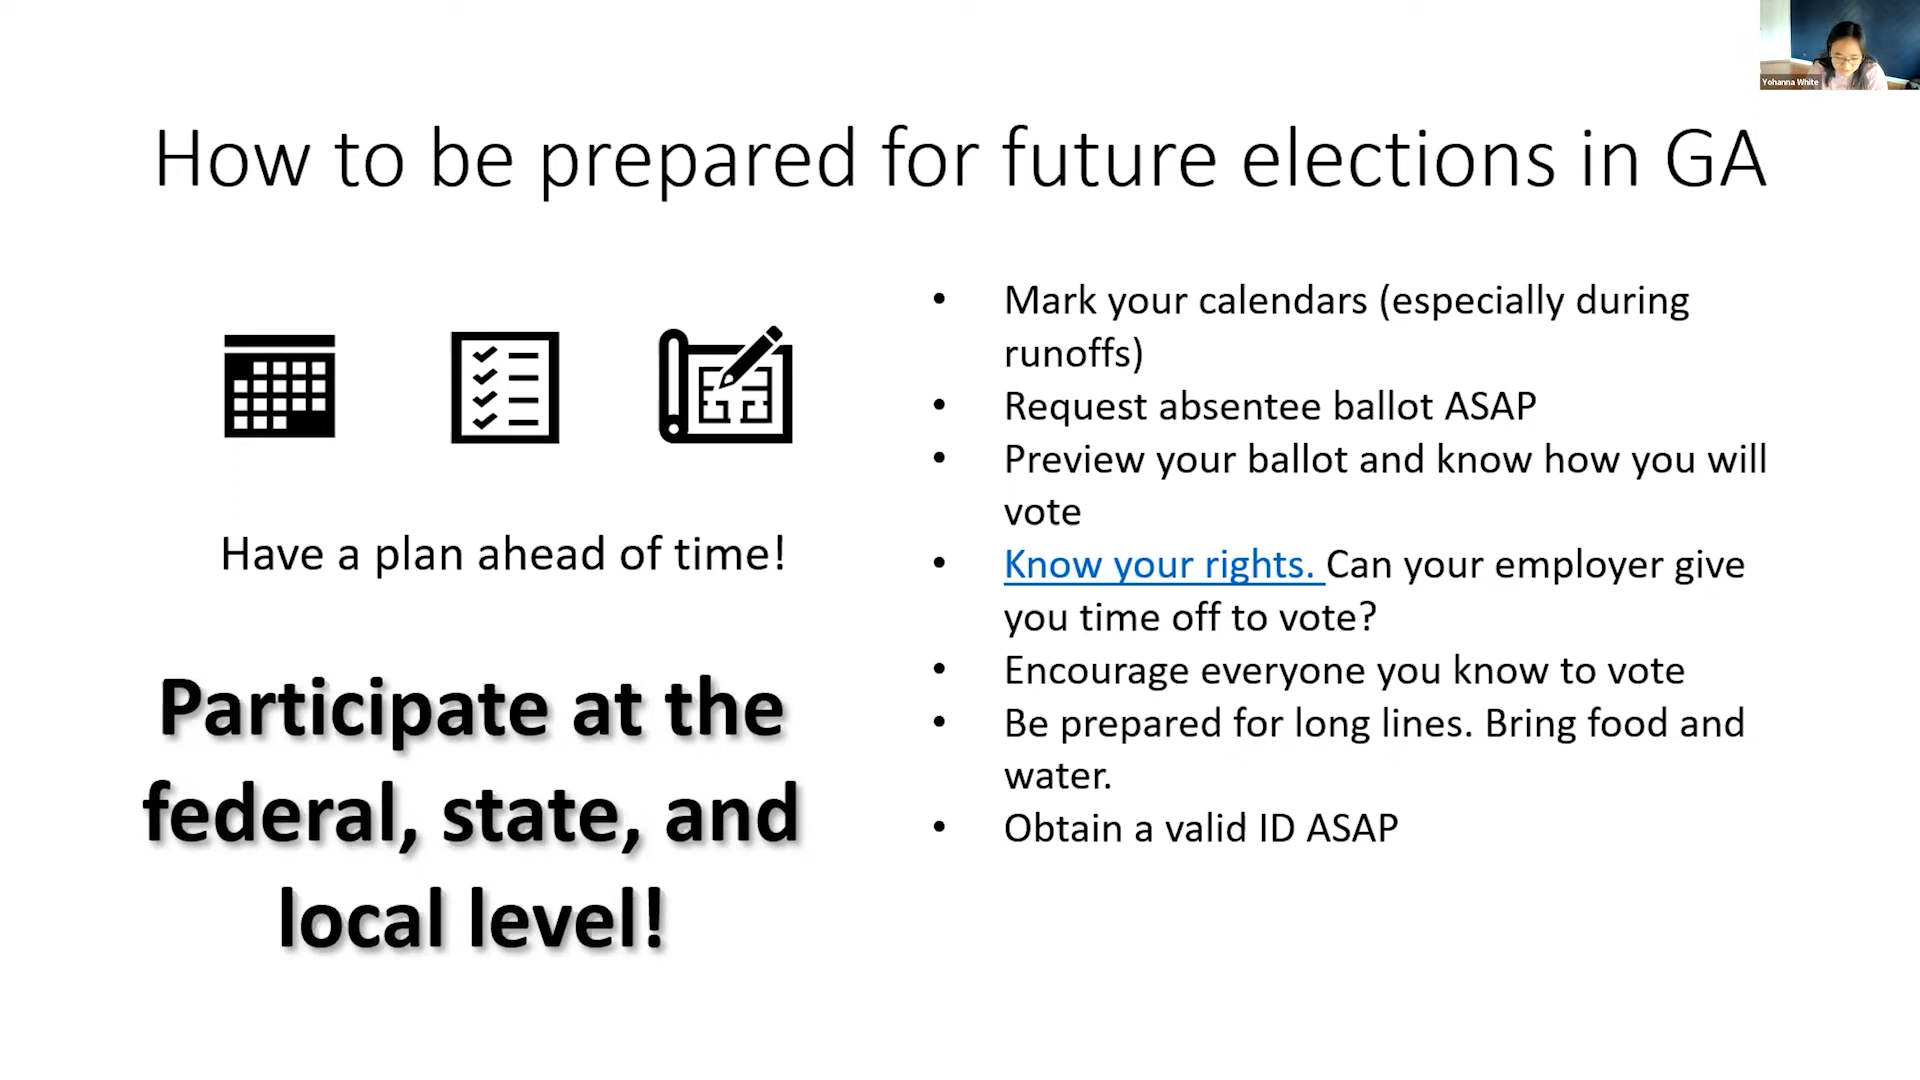 Yohanna White
How to be prepared for future elections in GA
Have a plan ahead of time!
Participate at the
federal, state, and
local level!
• Mark your calendars (especially during
runoffs)
• Request absentee ballot ASAP
• Preview your ballot and know how you will
vote
• Know your rights. Can your employer give
you time off to vote?
• Encourage everyone you know to vote
• Be prepared for long lines. Bring food and
water.
• Obtain a valid ID ASAP